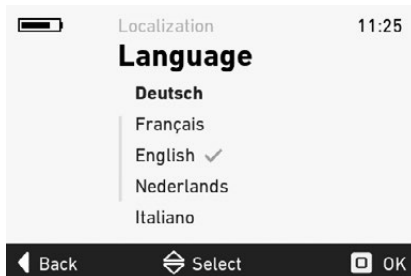 Localization 11:25
Language
Deutsch
Français
English
Nederlands
Italiano
Back Select OK